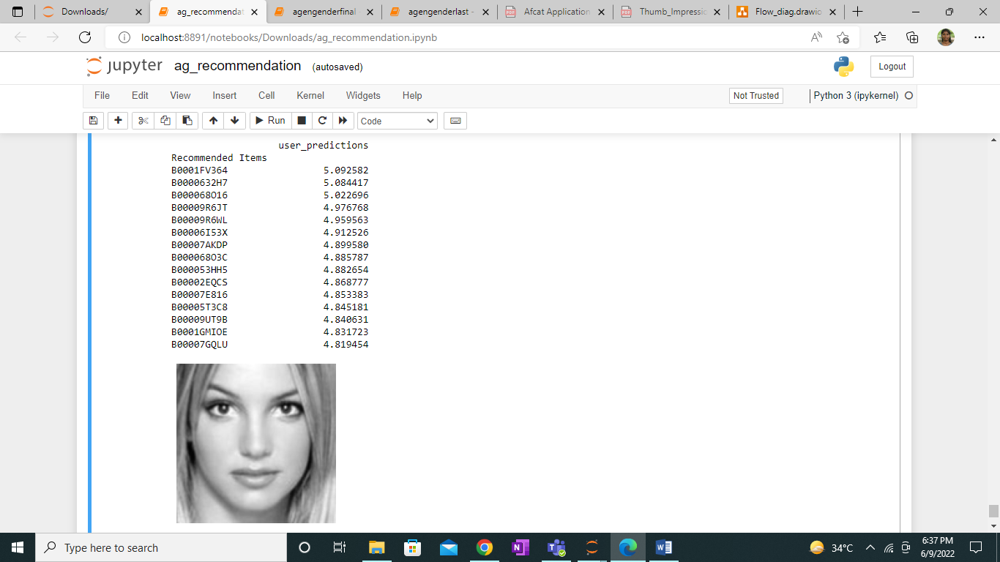 Downloads/
ag_recommendat
agengenderfinal -
agengenderlast -
Afcat Application
Thumb_Impressic
Flow_diag.drawio
localhost:8891/notebooks/Downloads/ag_recommendation.ipynb
jupyter ag_recommendation (autosaved)
Logout
File Edit View Insert Cell Kernel Widgets Help
Not Trusted
Python 3 (ipykernel)
Run
Code
user_predictions
Recommended Items
B0001FV364 5.092582
B0000632H7 5.084417
B000068O16 5.022696
B00009R6JT 4.976768
B00009R6WL 4.959563
B00006I53X 4.912526
B00007AKDP 4.899580
B000068O3C 4.885787
B000053HH5 4.882654
B00002EQCS 4.868777
B00007E816 4.853383
B00005T3C8 4.845181
B00009UT9B 4.840631
B0001GMIOE 4.831723
B00007GQLU 4.819454
Type here to search
34°C
6:37 PM
6/9/2022